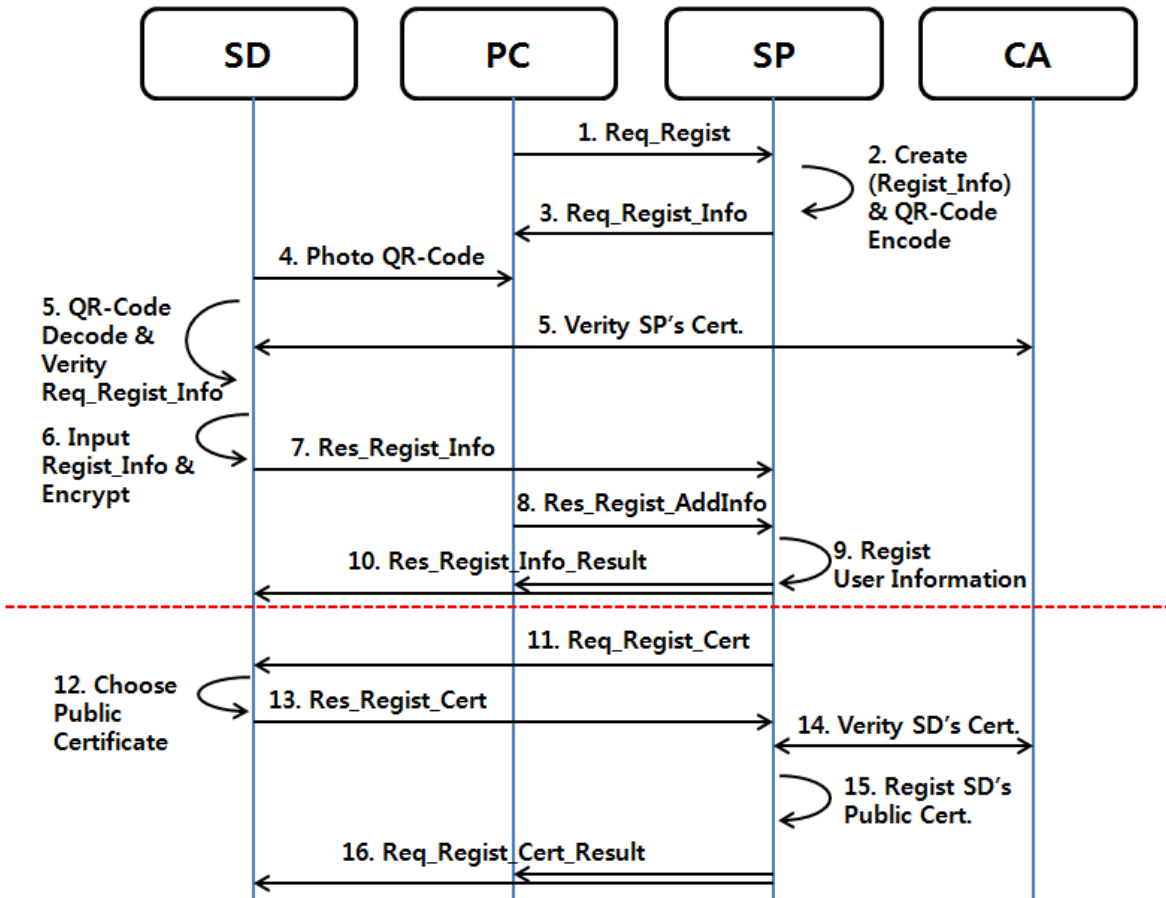 SD
PC
SP
CA
1. Req_Regist
2. Create
(Regist_Info)
& QR-Code
Encode
3. Req_Regist_Info
4. Photo QR-Code
5. QR-Code
Decode &
Verity
Req_Regist_Info
5. Verity SP's Cert.
6. Input
Regist_Info &
Encrypt
7. Res_Regist_Info
8. Res_Regist_AddInfo
9. Regist
User Information
10. Res_Regist_Info_Result
11. Req_Regist_Cert
12. Choose
Public
Certificate
13. Res_Regist_Cert
14. Verity SD's Cert.
15. Regist SD's
Public Cert.
16. Req_Regist_Cert_Result